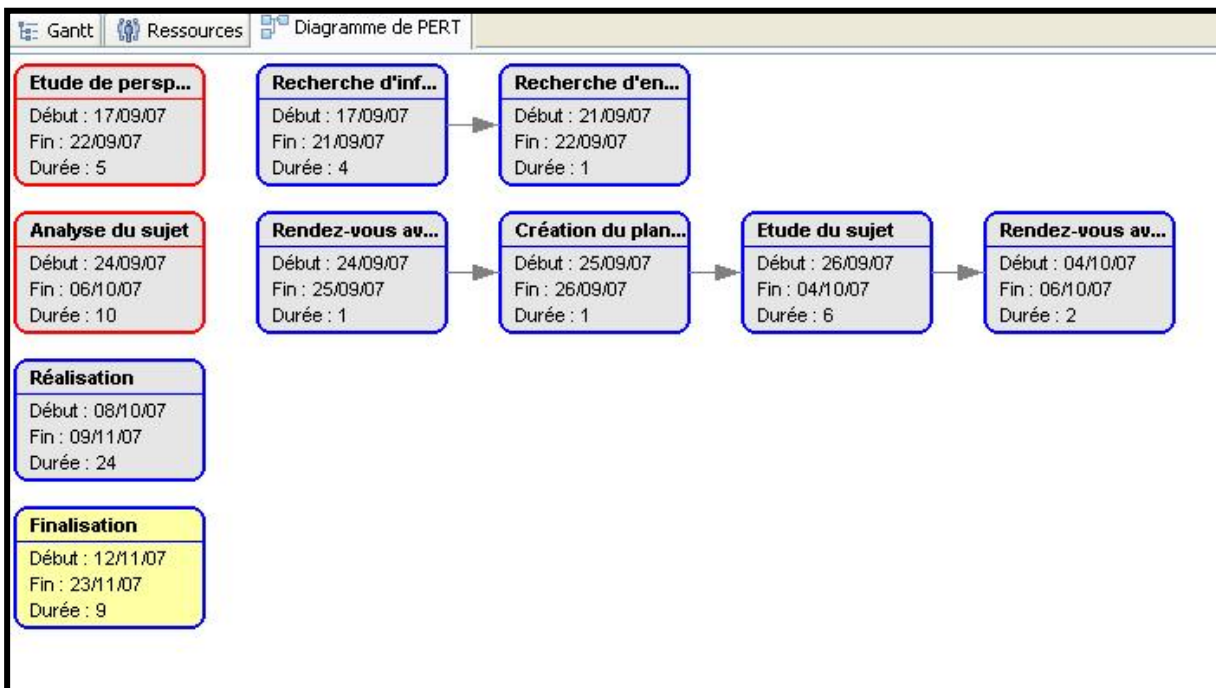 Gantt Ressources Diagramme de PERT
Etude de persp...
Début : 17/09/07
Fin : 22/09/07
Durée : 5
Recherche d'inf...
Début : 17/09/07
Fin : 21/09/07
Durée : 4
Recherche d'en...
Début : 21/09/07
Fin : 22/09/07
Durée : 1
Analyse du sujet
Début : 24/09/07
Fin : 06/10/07
Durée : 10
Rendez-vous av...
Début : 24/09/07
Fin : 25/09/07
Durée : 1
Création du plan...
Début : 25/09/07
Fin : 26/09/07
Durée : 1
Etude du sujet
Début : 26/09/07
Fin : 04/10/07
Durée : 6
Rendez-vous av...
Début : 04/10/07
Fin : 06/10/07
Durée : 2
Réalisation
Début : 08/10/07
Fin : 09/11/07
Durée : 24
Finalisation
Début : 12/11/07
Fin : 23/11/07
Durée : 9